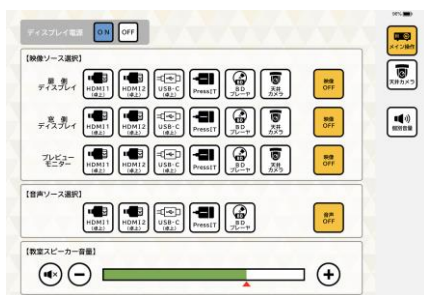 58%
ディスプレイ電源 ON OFF
メイン操作
【映像ソース選択】
扉 側
ディスプレイ
HDMI1
(卓上)
HDMI2
(卓上)
USB-C
(卓上)
PressIT
BD
プレーヤ
天井
カメラ
映像
OFF
天井カメラ
窓 側
ディスプレイ
HDMI1
(卓上)
HDMI2
(卓上)
USB-C
(卓上)
PressIT
BD
プレーヤ
天井
カメラ
映像
OFF
個別音量
プレビュー
モニター
HDMI1
(卓上)
HDMI2
(卓上)
USB-C
(卓上)
PressIT
BD
プレーヤ
天井
カメラ
映像
OFF
【音声ソース選択】
HDMI1
(卓上)
HDMI2
(卓上)
USB-C
(卓上)
PressIT
BD
プレーヤ
天井
カメラ
音声
OFF
【教室スピーカー音量】